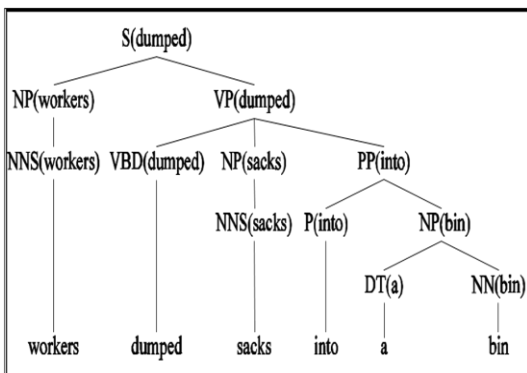 S(dumped)
NP(workers) VP(dumped)
NNS(workers) VBD(dumped) NP(sacks) PP(into)
NNS(sacks) P(into) NP(bin)
DT(a) NN(bin)
workers dumped sacks into a bin